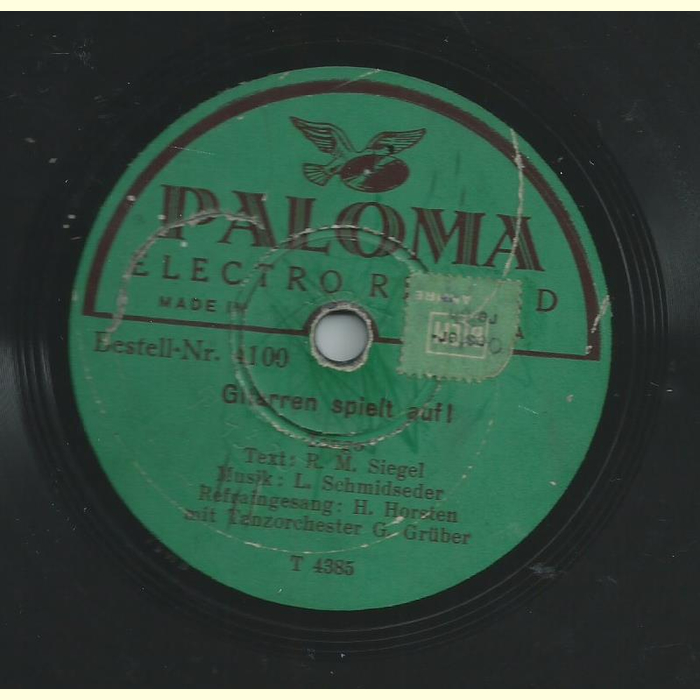 PALOMA
ELECTRO
MADE IN
Bestell-Nr. 4100
Gitarren spielt auf!
Tango
Text: R. M. Siegel
Musik: L. Schmidseder
Refraingesang: H. Horsten
mit Tanzorchester G. Grüber
T 4385